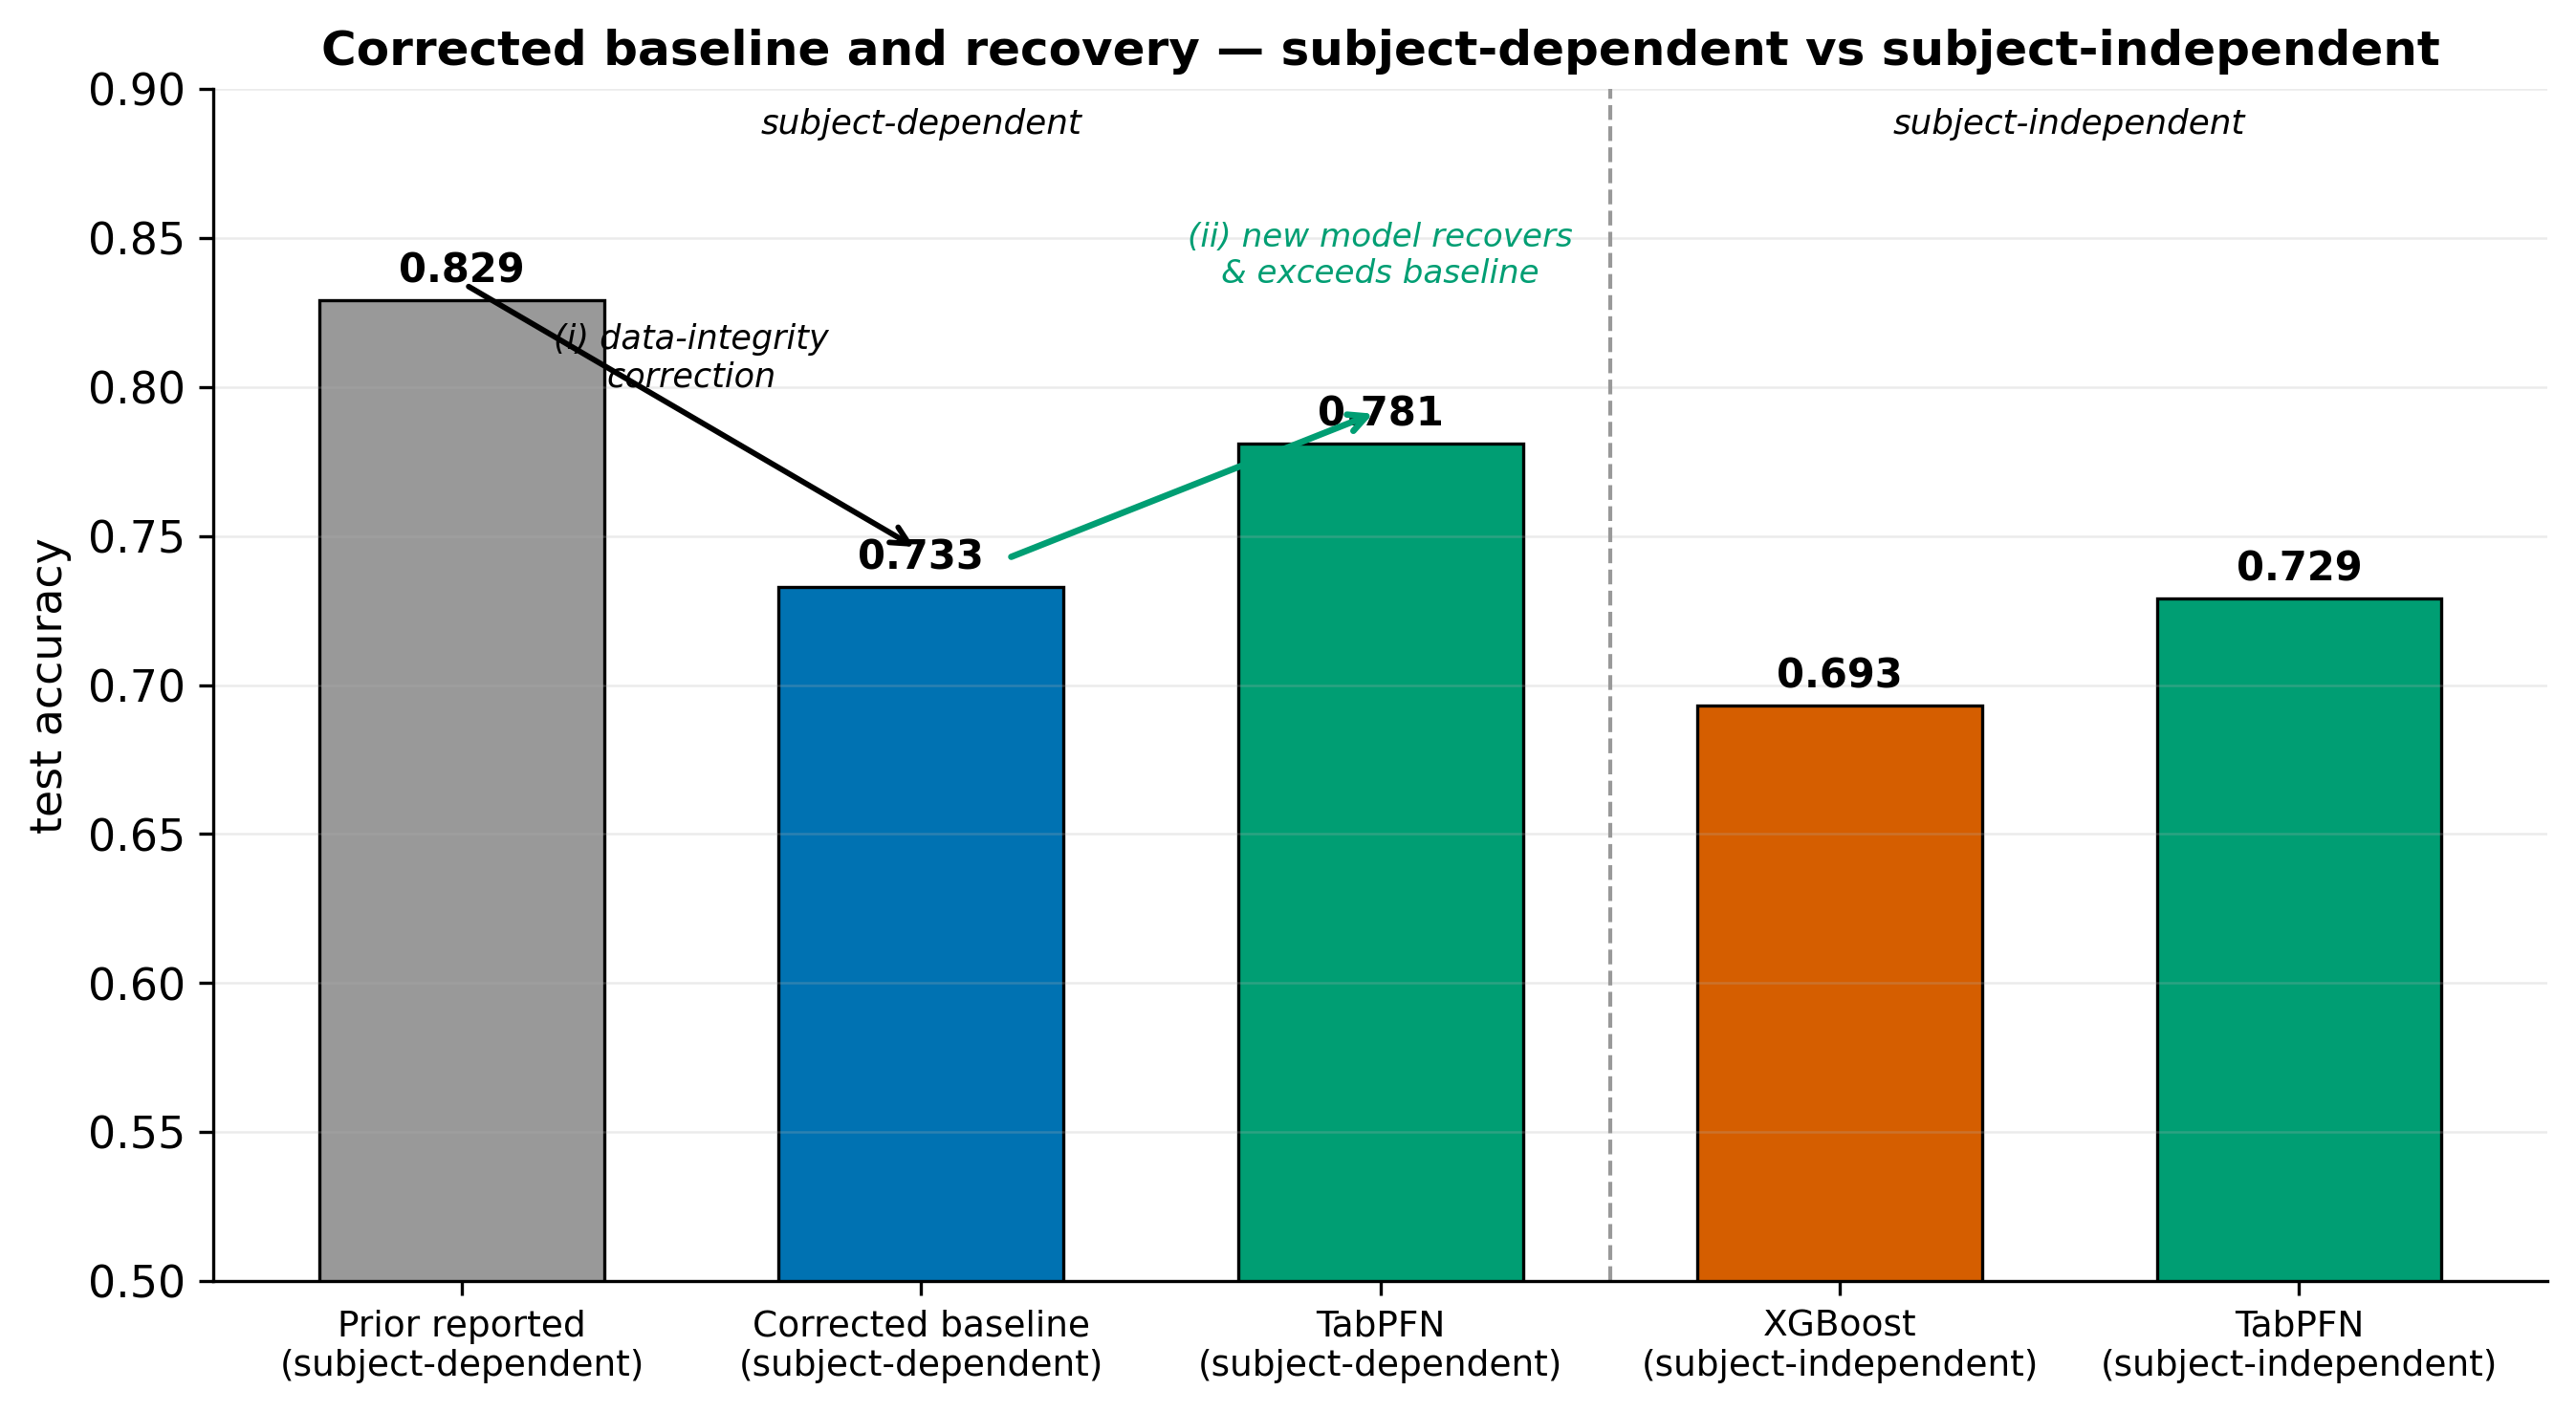 Corrected baseline and recovery — subject-dependent vs subject-independent
subject-dependent
subject-independent
(ii) new model recovers
& exceeds baseline
(i) data-integrity
correction
0.829
0.733
0.781
0.693
0.729
test accuracy
0.90
0.85
0.80
0.75
0.70
0.65
0.60
0.55
0.50
Prior reported
(subject-dependent)
Corrected baseline
(subject-dependent)
TabPFN
(subject-dependent)
XGBoost
(subject-independent)
TabPFN
(subject-independent)